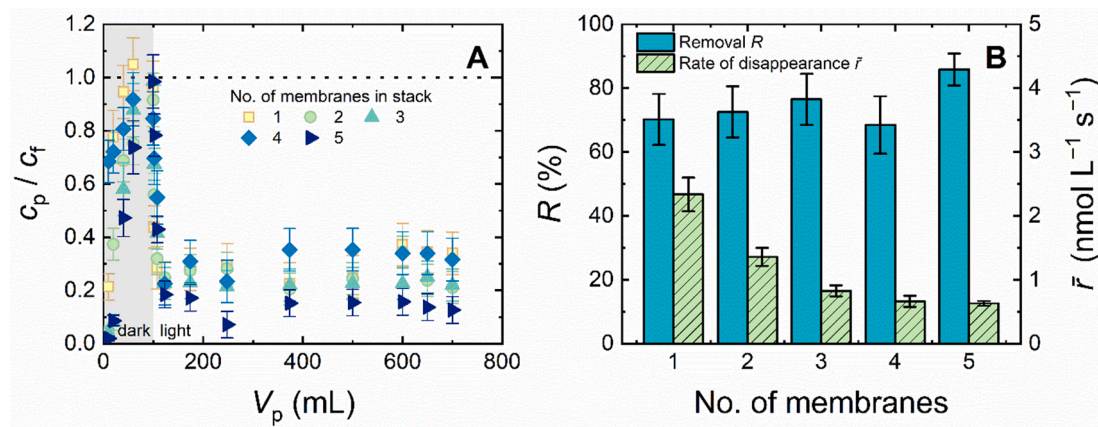 A
1.2
1.0
0.8
0.6
0.4
0.2
0.0
c_p / c_f
No. of membranes in stack
1 2 3
4 5
dark light
0 200 400 600 800
V_p (mL)
B
Removal R
Rate of disappearance r̄
100
80
60
40
20
0
R (%)
5
4
3
2
1
0
r̄ (nmol L⁻¹ s⁻¹)
1 2 3 4 5
No. of membranes